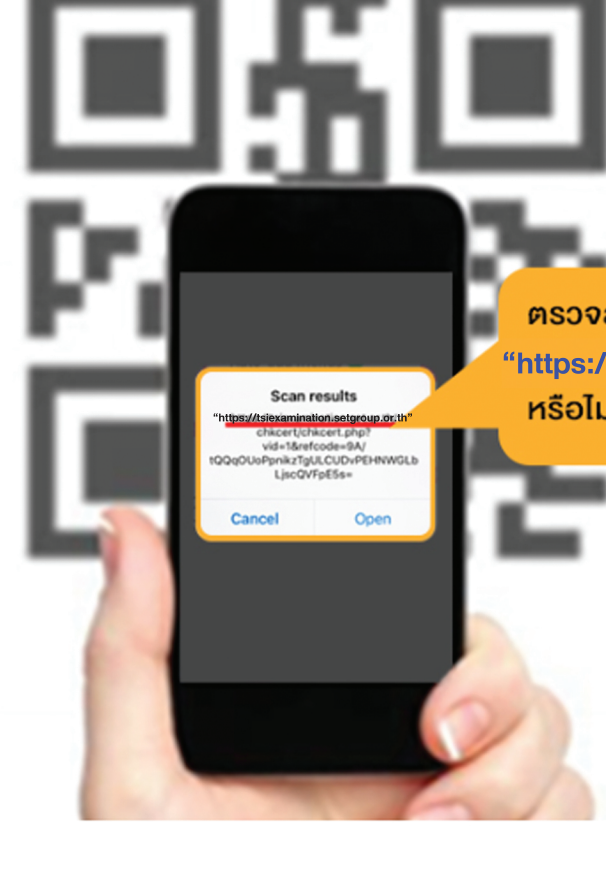 Scan results
"https://tsiexamination.setgroup.or.th"
chkcert/chkcert.php?
vid=1&refcode=9A/
tQQqOUoPpnikzTgULCUDvPEHNWGLb
LjscQVFpE5s=
Cancel
Open
ตรวจส
"https:/
หรือไม